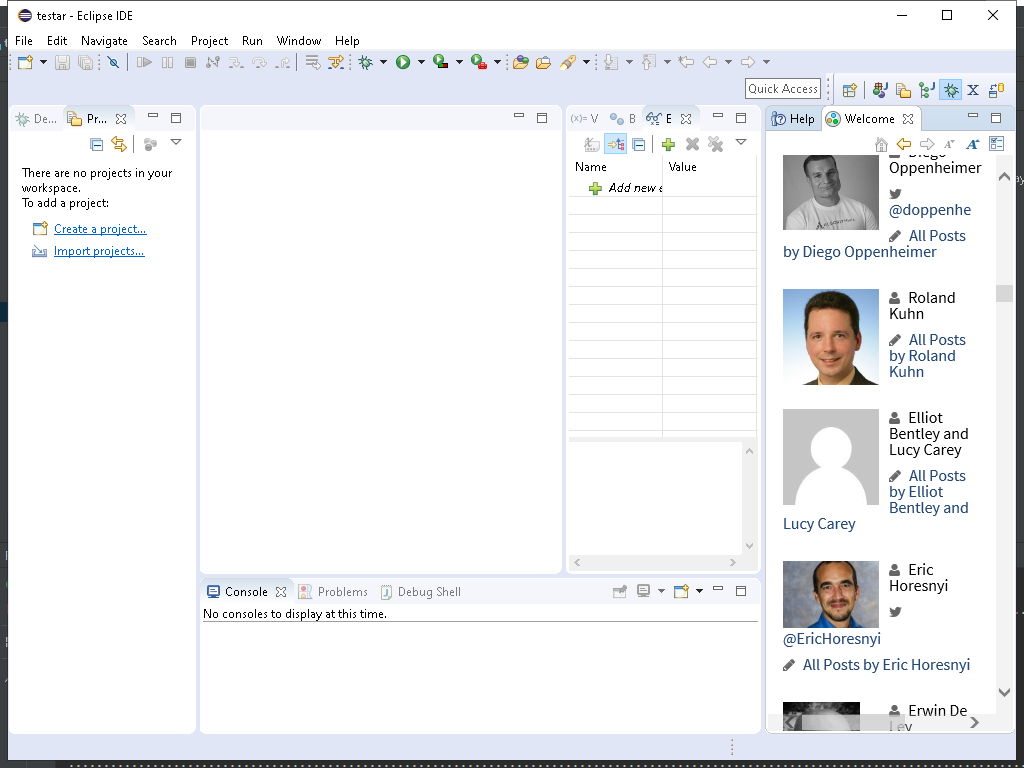 testar - Eclipse IDE
File Edit Navigate Search Project Run Window Help
Quick Access
De... Pr...
There are no projects in your
workspace.
To add a project:
Create a project...
Import projects...
(x)= V B E
Name Value
Add new e
Console Problems Debug Shell
No consoles to display at this time.
Help Welcome
Diego
Oppenheimer
@doppenhe
All Posts
by Diego Oppenheimer
Roland
Kuhn
All Posts
by Roland
Kuhn
Elliot
Bentley and
Lucy Carey
All Posts
by Elliot
Bentley and
Lucy Carey
Eric
Horesnyi
@EricHoresnyi
All Posts by Eric Horesnyi
Erwin De
Ley